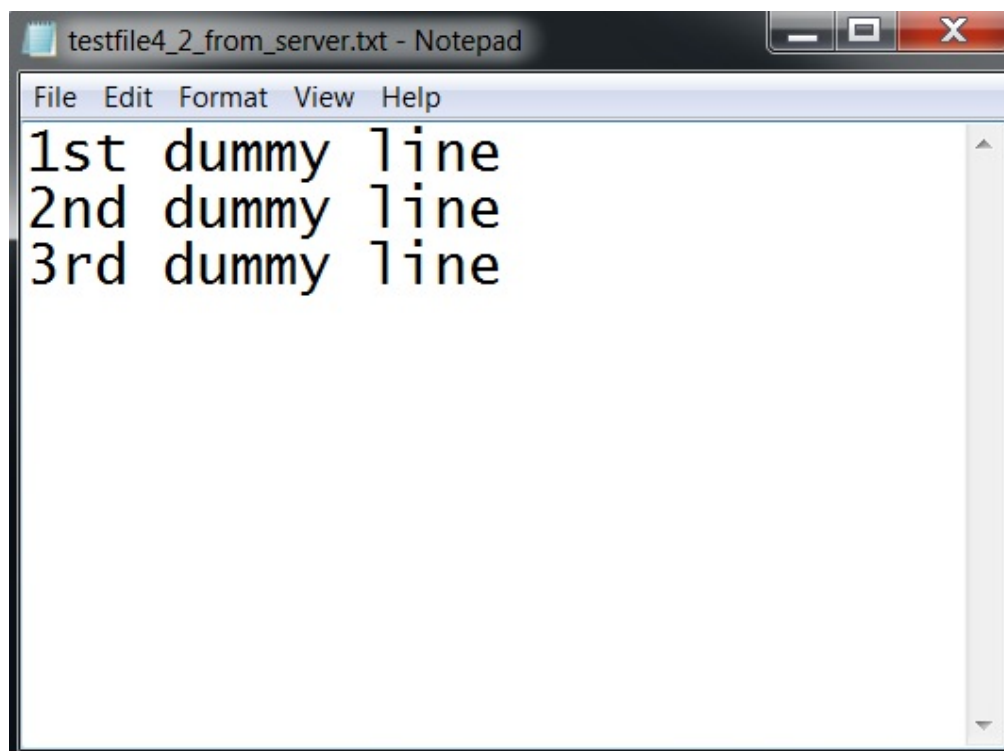 testfile4_2_from_server.txt - Notepad
File Edit Format View Help
1st dummy line
2nd dummy line
3rd dummy line